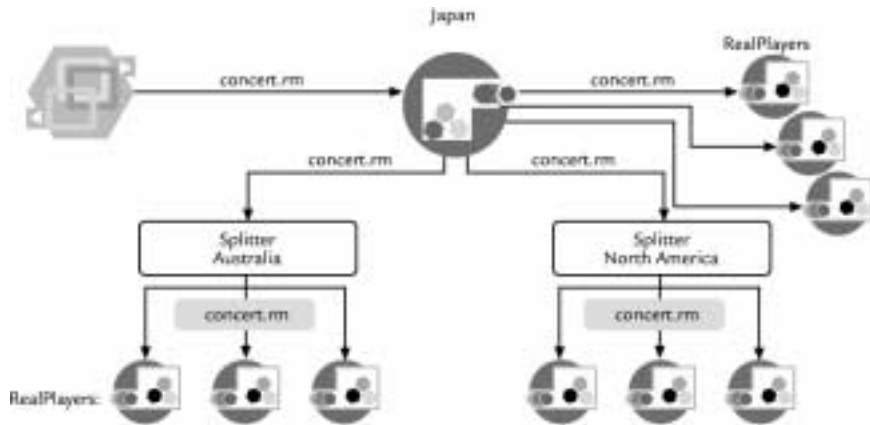 Japan
RealPlayers
concert.rm
concert.rm
concert.rm
concert.rm
Splitter
Australia
Splitter
North America
concert.rm
concert.rm
RealPlayers: